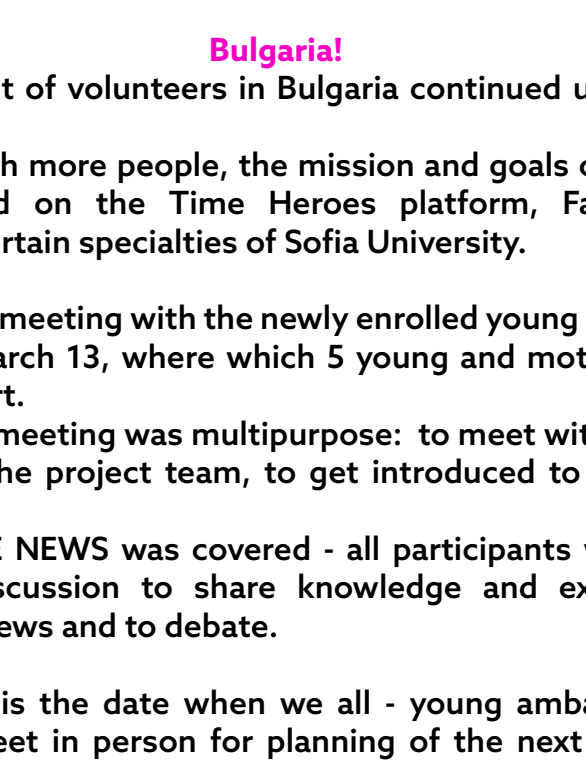 Bulgaria!
t of volunteers in Bulgaria continued u
h more people, the mission and goals o
d on the Time Heroes platform, Fa
rtain specialties of Sofia University.
meeting with the newly enrolled young
arch 13, where which 5 young and mot
rt.
meeting was multipurpose: to meet wit
he project team, to get introduced to
E NEWS was covered - all participants w
scussion to share knowledge and ex
ews and to debate.
is the date when we all - young amba
eet in person for planning of the next